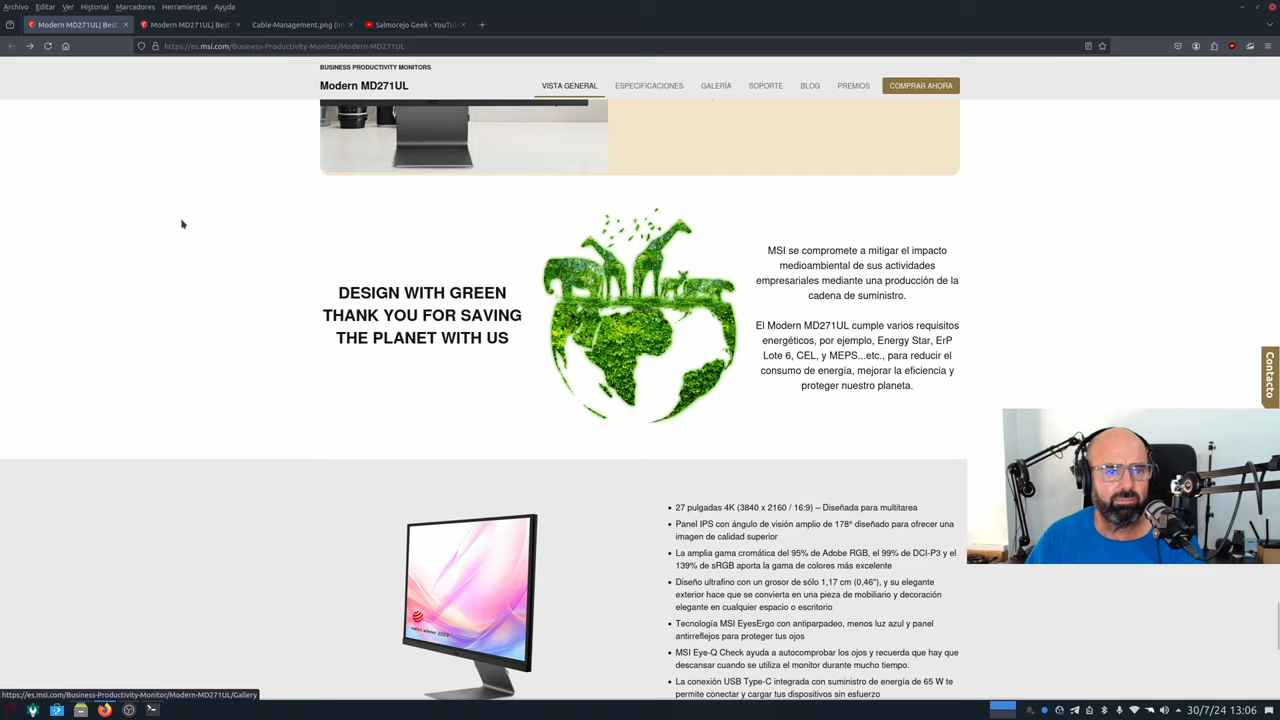 Archivo Editar Ver Historial Marcadores Herramientas Ayuda
Modern MD271UL| Best
Modern MD271UL| Best
Cable-Management.png (Im
Salmorejo Geek - YouTu
https://es.msi.com/Business-Productivity-Monitor/Modern-MD271UL
BUSINESS PRODUCTIVITY MONITORS
Modern MD271UL
VISTA GENERAL
ESPECIFICACIONES
GALERÍA
SOPORTE
BLOG
PREMIOS
COMPRAR AHORA
DESIGN WITH GREEN
THANK YOU FOR SAVING
THE PLANET WITH US
MSI se compromete a mitigar el impacto
medioambiental de sus actividades
empresariales mediante una producción de la
cadena de suministro.
El Modern MD271UL cumple varios requisitos
energéticos, por ejemplo, Energy Star, ErP
Lote 6, CEL, y MEPS...etc., para reducir el
consumo de energía, mejorar la eficiencia y
proteger nuestro planeta.
Contacto
27 pulgadas 4K (3840 x 2160 / 16:9) – Diseñada para multitarea
Panel IPS con ángulo de visión amplio de 178º diseñado para ofrecer una
imagen de calidad superior
La amplia gama cromática del 95% de Adobe RGB, el 99% de DCI-P3 y el
139% de sRGB aporta la gama de colores más excelente
Diseño ultrafino con un grosor de sólo 1,17 cm (0,46"), y su elegante
exterior hace que se convierta en una pieza de mobiliario y decoración
elegante en cualquier espacio o escritorio
Tecnología MSI EyesErgo con antiparpadeo, menos luz azul y panel
antirreflejos para proteger tus ojos
MSI Eye-Q Check ayuda a autocomprobar los ojos y recuerda que hay que
descansar cuando se utiliza el monitor durante mucho tiempo.
La conexión USB Type-C integrada con suministro de energía de 65 W te
permite conectar y cargar tus dispositivos sin esfuerzo
winner 2023
https://es.msi.com/Business-Productivity-Monitor/Modern-MD271UL/Gallery
30/7/24 13:06